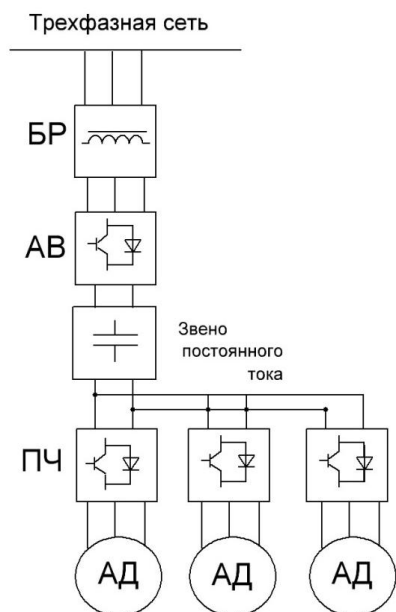 Трехфазная сеть
БР
АВ
Звено
постоянного
тока
ПЧ
АД
АД
АД